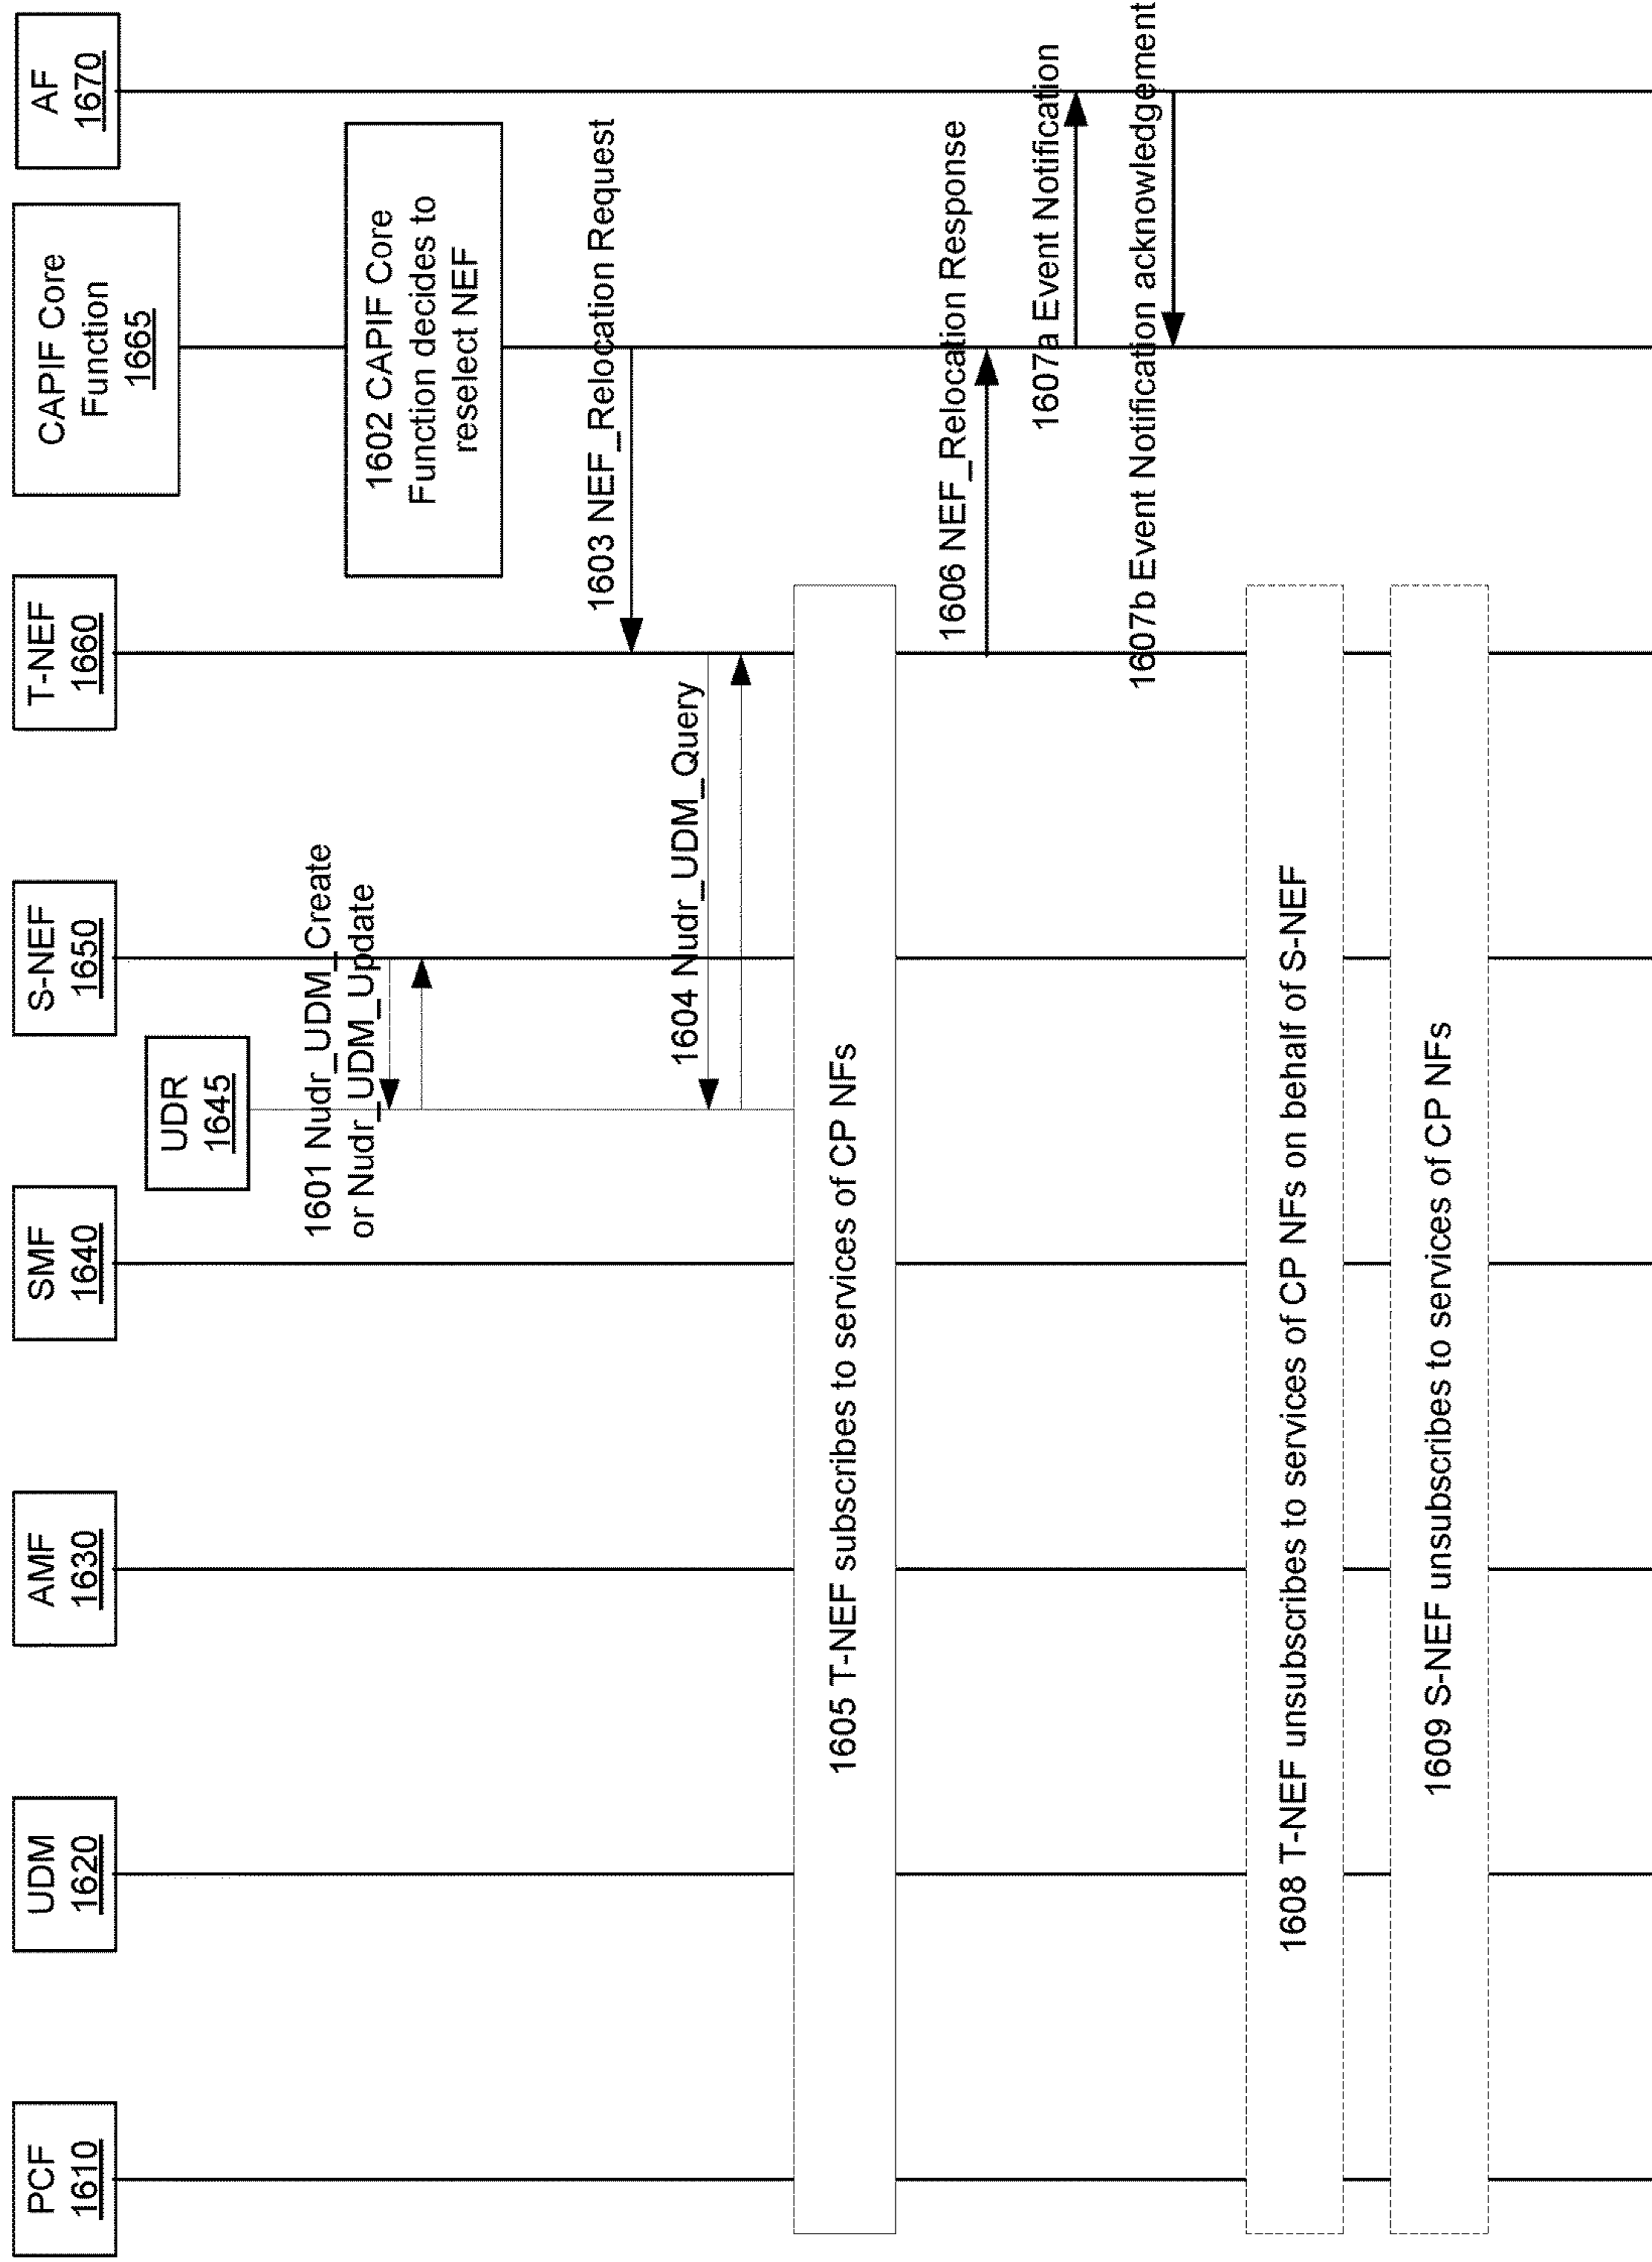 PCF
1610
UDM
1620
AMF
1630
SMF
1640
UDR
1645
S-NEF
1650
T-NEF
1660
CAPIF Core
Function
1665
AF
1670
1601 Nudr_UDM_Create
or Nudr_UDM_Update
1602 CAPIF Core
Function decides to
reselect NEF
1603 NEF_Relocation Request
1604 Nudr_UDM_Query
1605 T-NEF subscribes to services of CP NFs
1606 NEF_Relocation Response
1607a Event Notification
1607b Event Notification acknowledgement
1608 T-NEF unsubscribes to services of CP NFs on behalf of S-NEF
1609 S-NEF unsubscribes to services of CP NFs